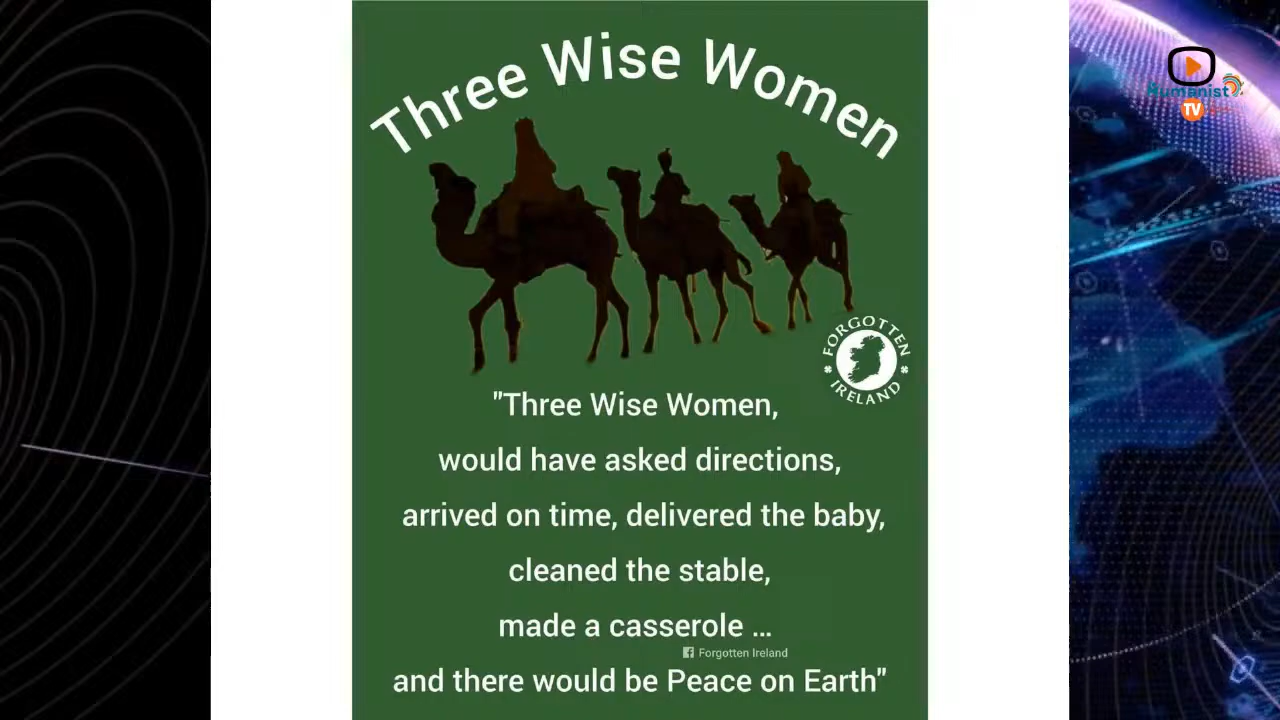 Three Wise Women
Humanist
TV
FORGOTTEN
IRELAND
"Three Wise Women,
would have asked directions,
arrived on time, delivered the baby,
cleaned the stable,
made a casserole ...
Forgotten Ireland
and there would be Peace on Earth"